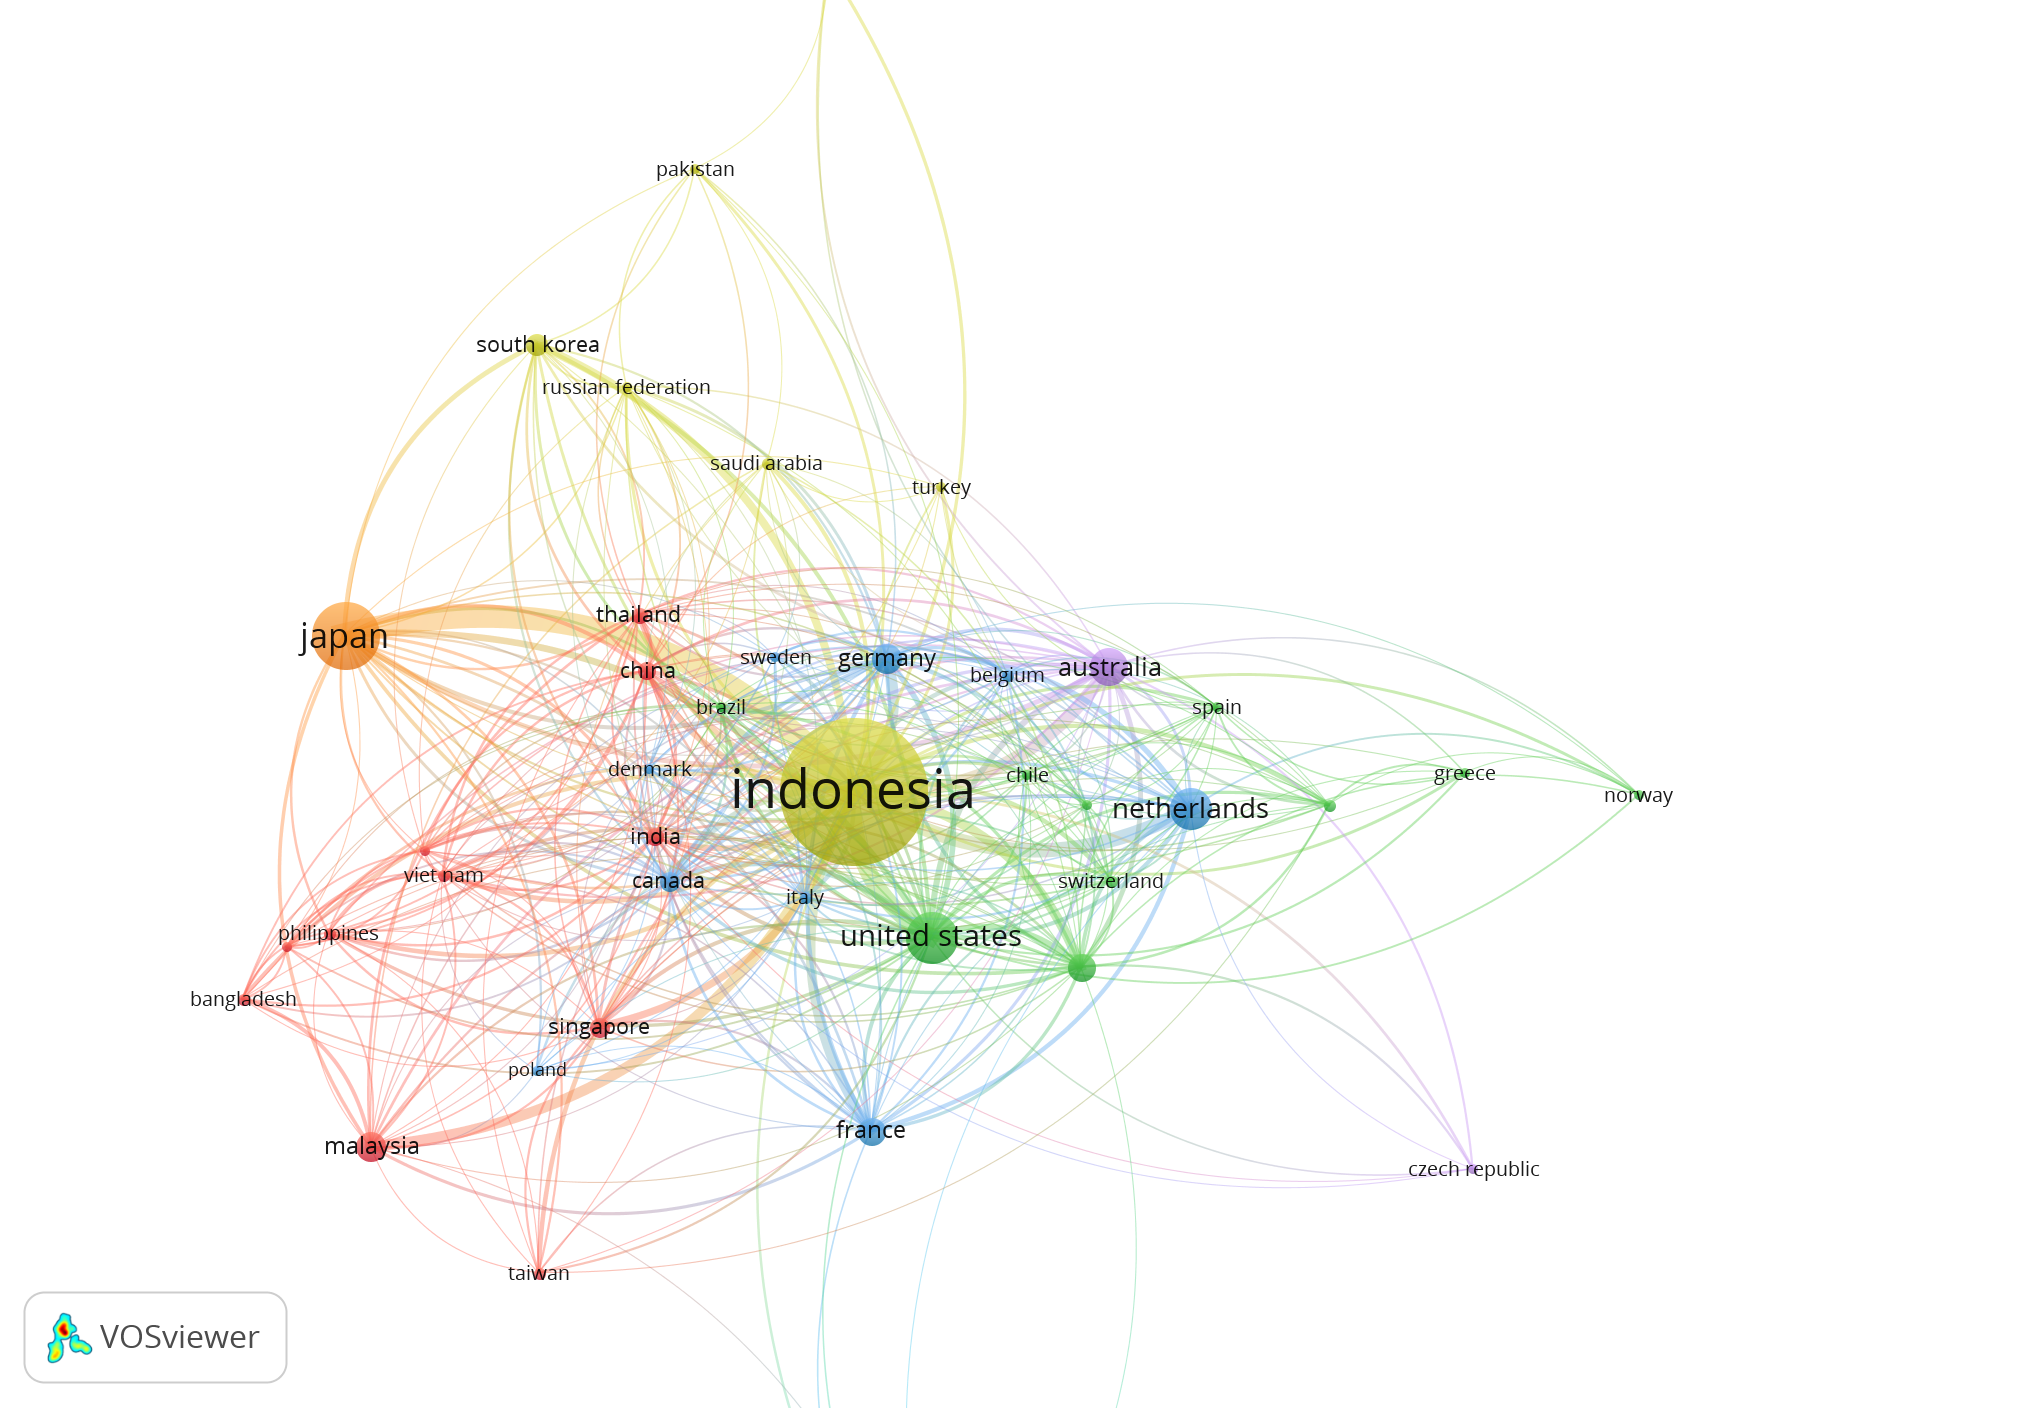 pakistan
south korea
russian federation
saudi arabia
turkey
thailand
japan
sweden
germany
china
belgium
australia
brazil
spain
denmark
indonesia
chile
greece
norway
netherlands
india
viet nam
canada
italy
switzerland
philippines
united states
bangladesh
singapore
poland
france
malaysia
czech republic
taiwan
VOSviewer